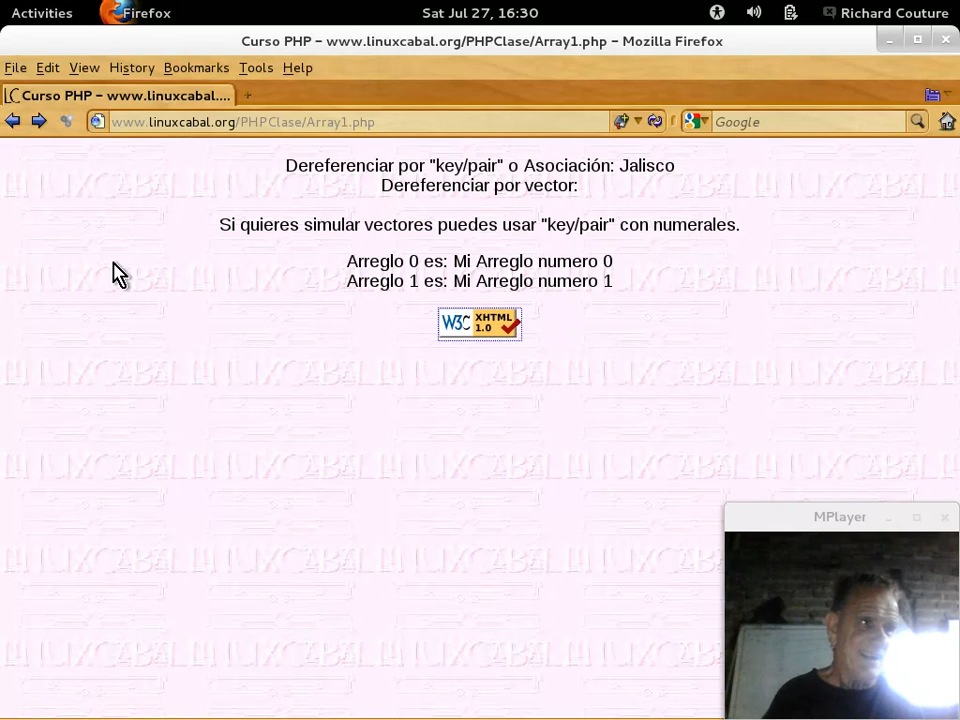 Activities Firefox Sat Jul 27, 16:30 Richard Couture
Curso PHP - www.linuxcabal.org/PHPClase/Array1.php - Mozilla Firefox
File Edit View History Bookmarks Tools Help
Curso PHP - www.linuxcabal....
www.linuxcabal.org/PHPClase/Array1.php Google
Dereferenciar por "key/pair" o Asociación: Jalisco
Dereferenciar por vector:
Si quieres simular vectores puedes usar "key/pair" con numerales.
Arreglo 0 es: Mi Arreglo numero 0
Arreglo 1 es: Mi Arreglo numero 1
W3C XHTML 1.0
LINUXCABAL
MPlayer